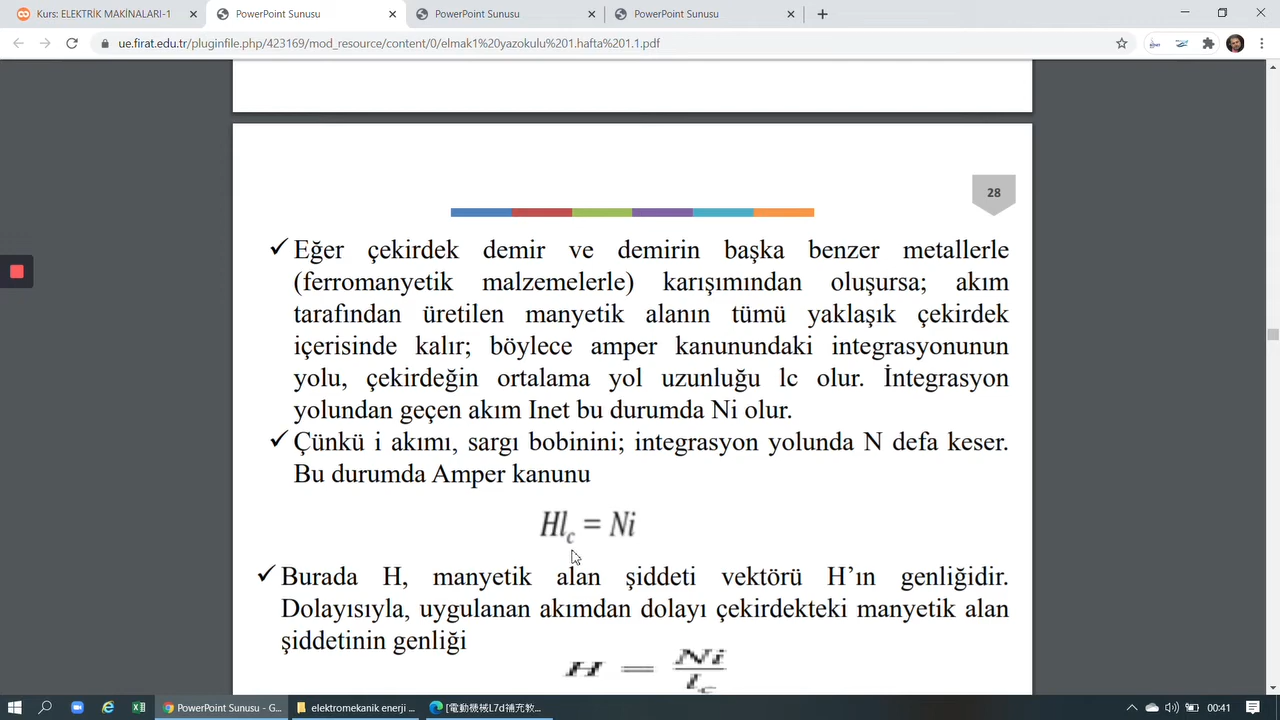 Kurs: ELEKTRİK MAKİNALARI-1
PowerPoint Sunusu
PowerPoint Sunusu
PowerPoint Sunusu
ue.firat.edu.tr/pluginfile.php/423169/mod_resource/content/0/elmak1%20yazokulu%201.hafta%201.1.pdf
28
✓ Eğer çekirdek demir ve demirin başka benzer metallerle
(ferromanyetik malzemelerle) karışımından oluşursa; akım
tarafından üretilen manyetik alanın tümü yaklaşık çekirdek
içerisinde kalır; böylece amper kanunundaki integrasyonunun
yolu, çekirdeğin ortalama yol uzunluğu lc olur. İntegrasyon
yolundan geçen akım Inet bu durumda Ni olur.
✓ Çünkü i akımı, sargı bobinini; integrasyon yolunda N defa keser.
Bu durumda Amper kanunu
Hl_c = Ni
✓ Burada H, manyetik alan şiddeti vektörü H’ın genliğidir.
Dolayısıyla, uygulanan akımdan dolayı çekirdekteki manyetik alan
şiddetinin genliği
H = Ni / l_c
PowerPoint Sunusu - G...
elektromekanik enerji ...
00:41